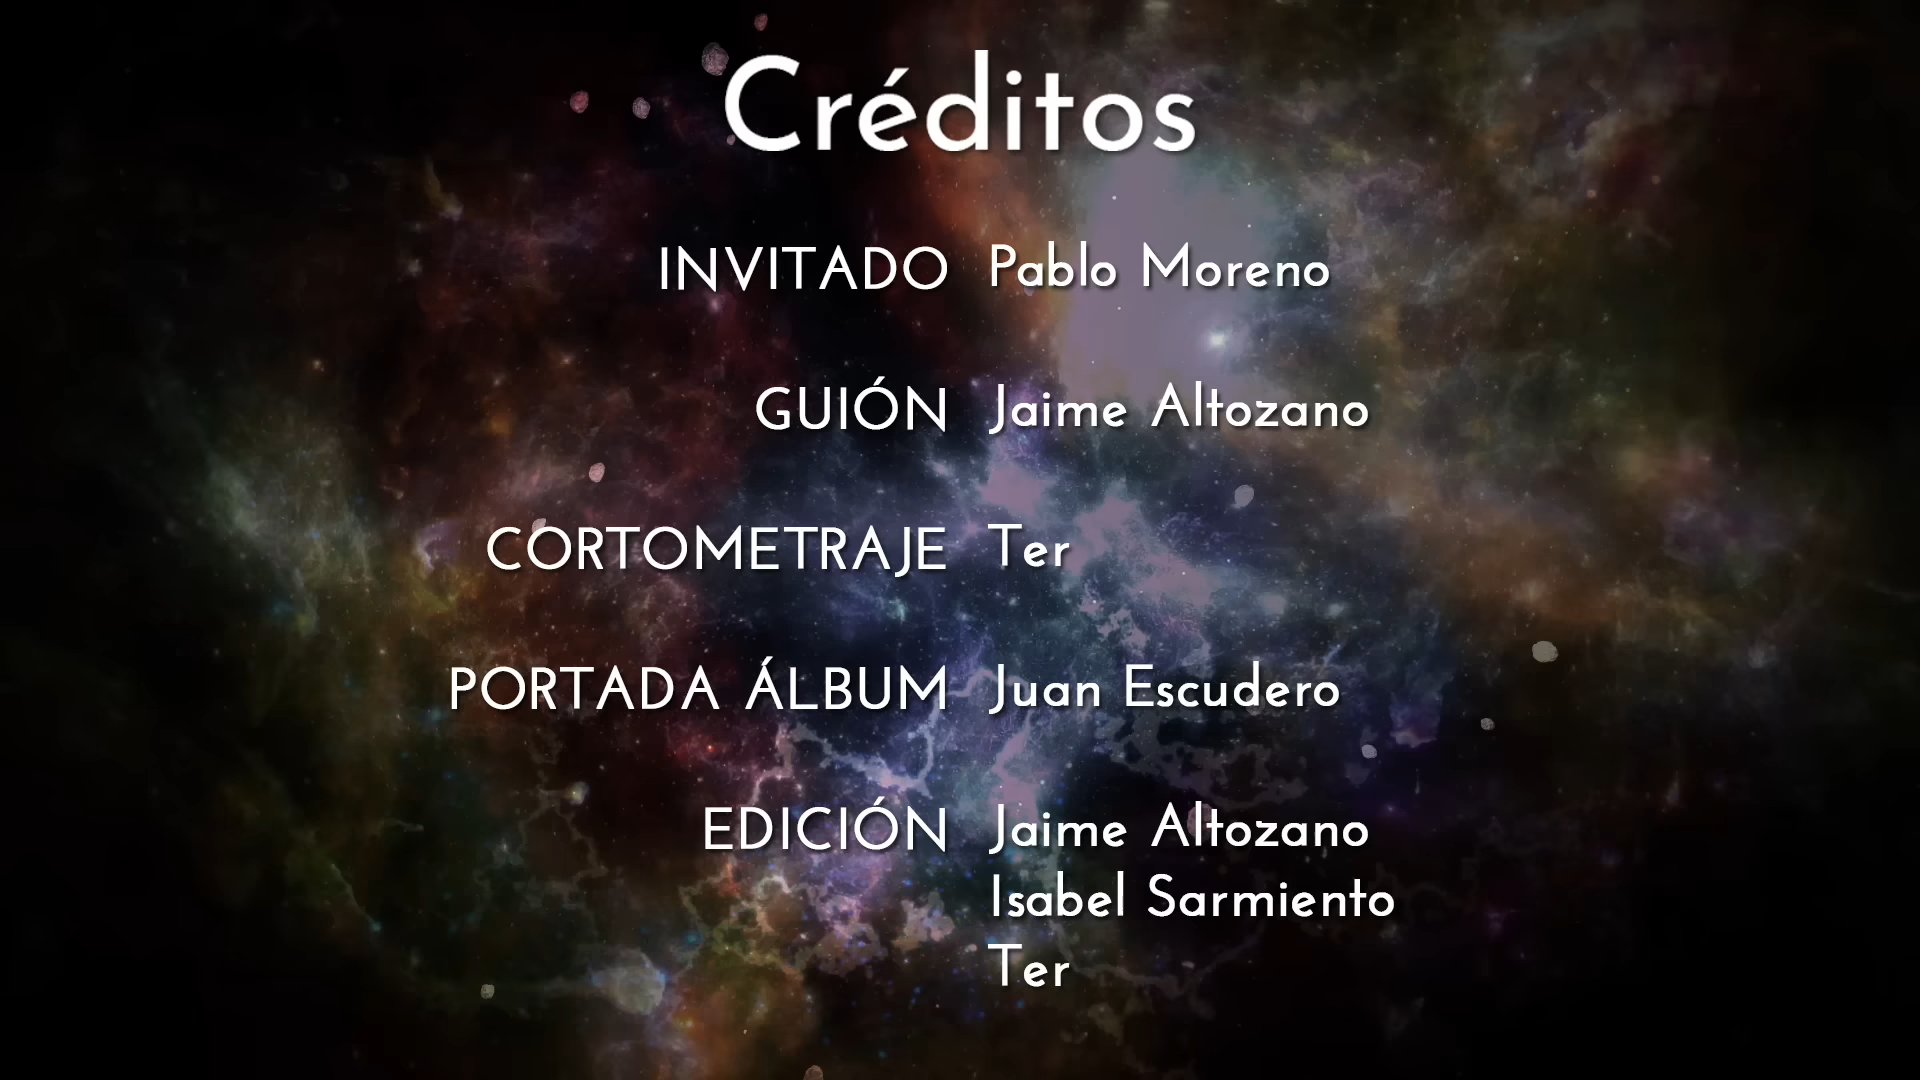 Créditos
INVITADO Pablo Moreno
GUIÓN Jaime Altozano
CORTOMETRAJE Ter
PORTADA ÁLBUM Juan Escudero
EDICIÓN Jaime Altozano
Isabel Sarmiento
Ter